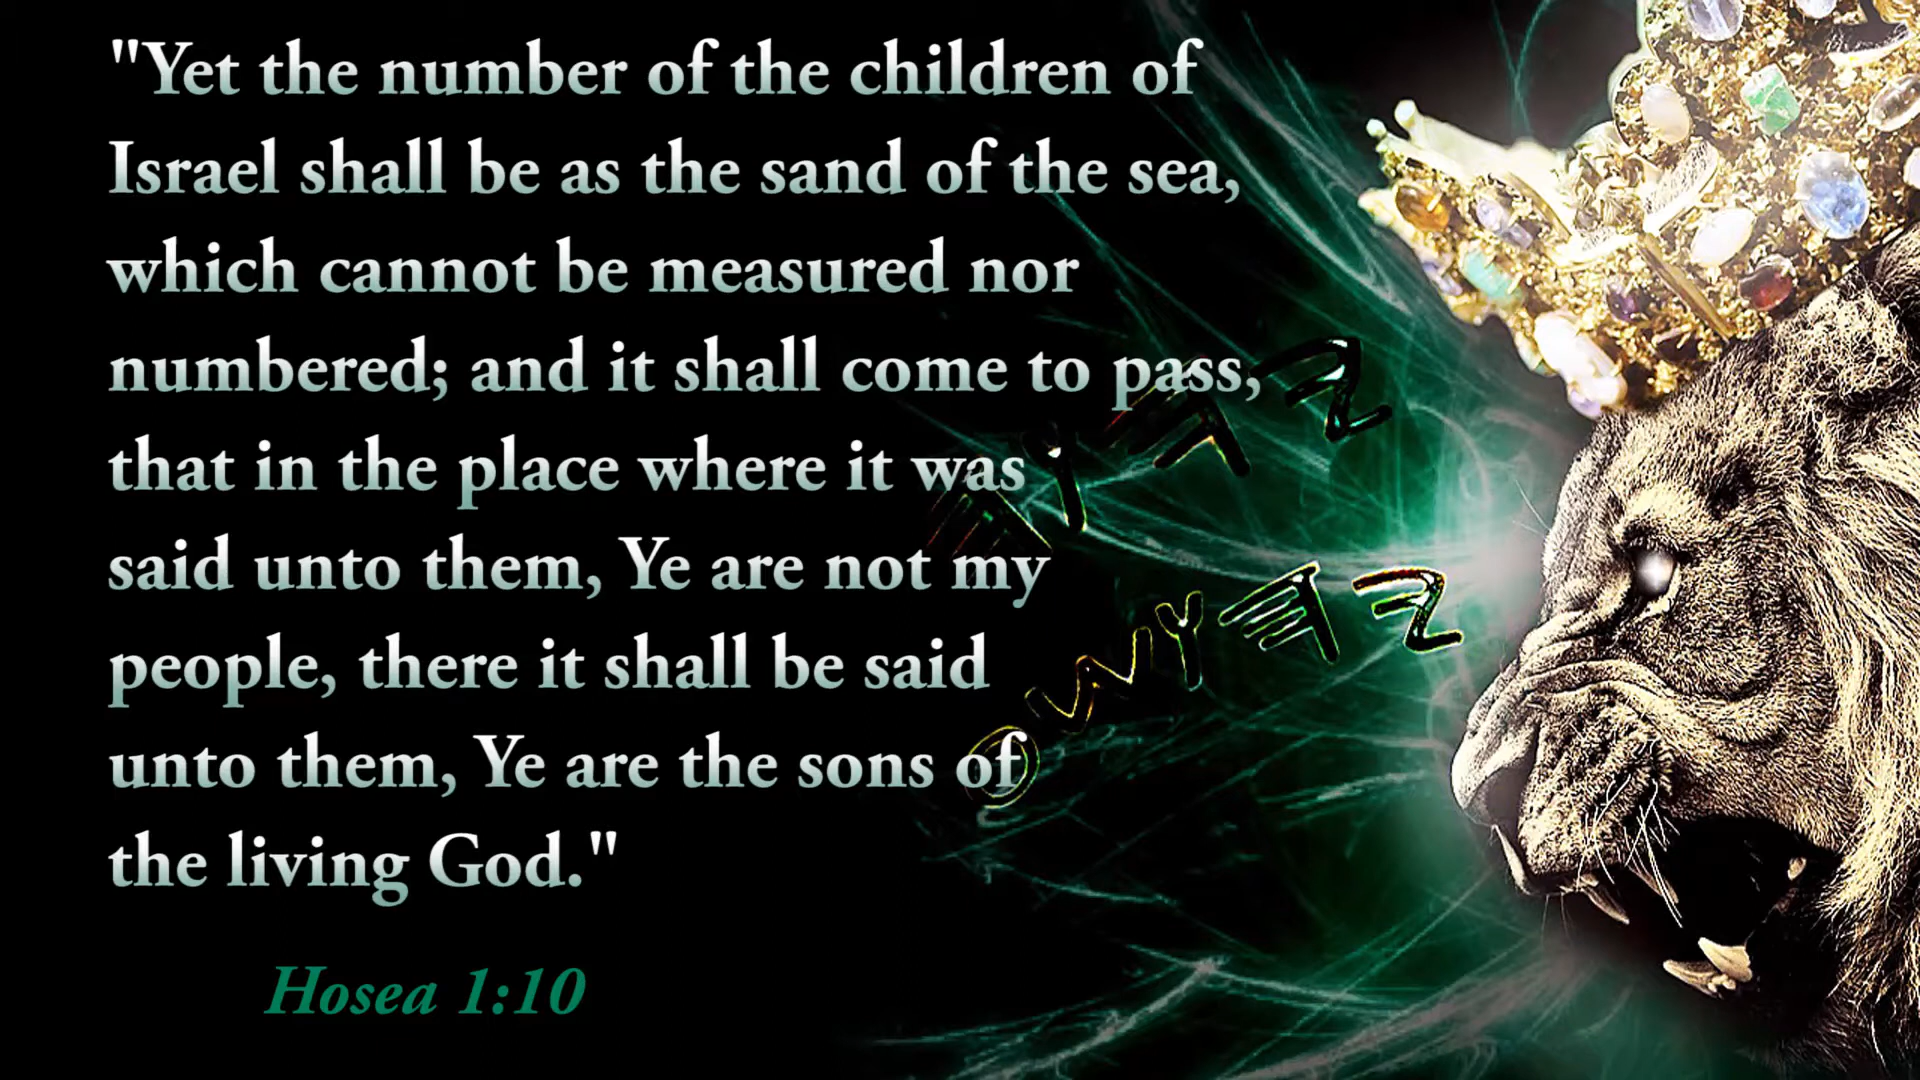 "Yet the number of the children of
Israel shall be as the sand of the sea,
which cannot be measured nor
numbered; and it shall come to pass,
that in the place where it was
said unto them, Ye are not my
people, there it shall be said
unto them, Ye are the sons of
the living God."
Hosea 1:10
𐤉𐤄𐤅𐤄
𐤉𐤄𐤅𐤔𐤏